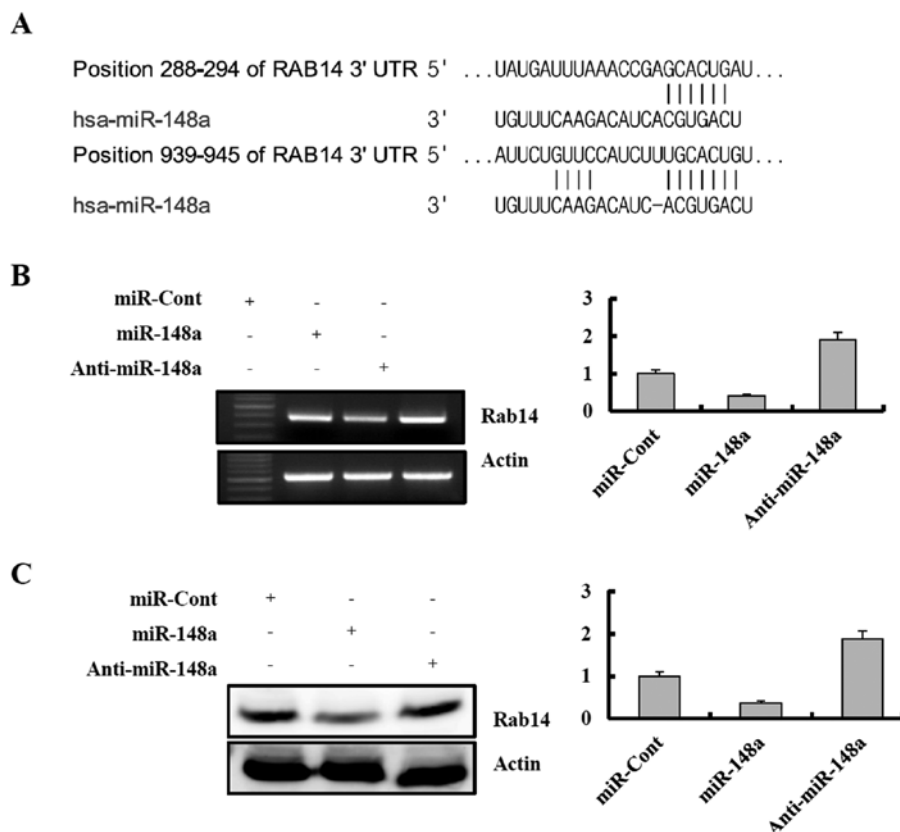 A
Position 288-294 of RAB14 3' UTR 5' ...UAUGAUUUAAACCGAGCACUGAU...
hsa-miR-148a 3' UGUUUCAAGACAUCACGUGACU
Position 939-945 of RAB14 3' UTR 5' ...AUUCUGUUCCAUCUUUGCACUGU...
hsa-miR-148a 3' UGUUUCAAGACAUC-ACGUGACU
B
miR-Cont + - -
miR-148a - + -
Anti-miR-148a - - +
Rab14
Actin
3
2
1
0
miR-Cont
miR-148a
Anti-miR-148a
C
miR-Cont + - -
miR-148a - + -
Anti-miR-148a - - +
Rab14
Actin
3
2
1
0
miR-Cont
miR-148a
Anti-miR-148a